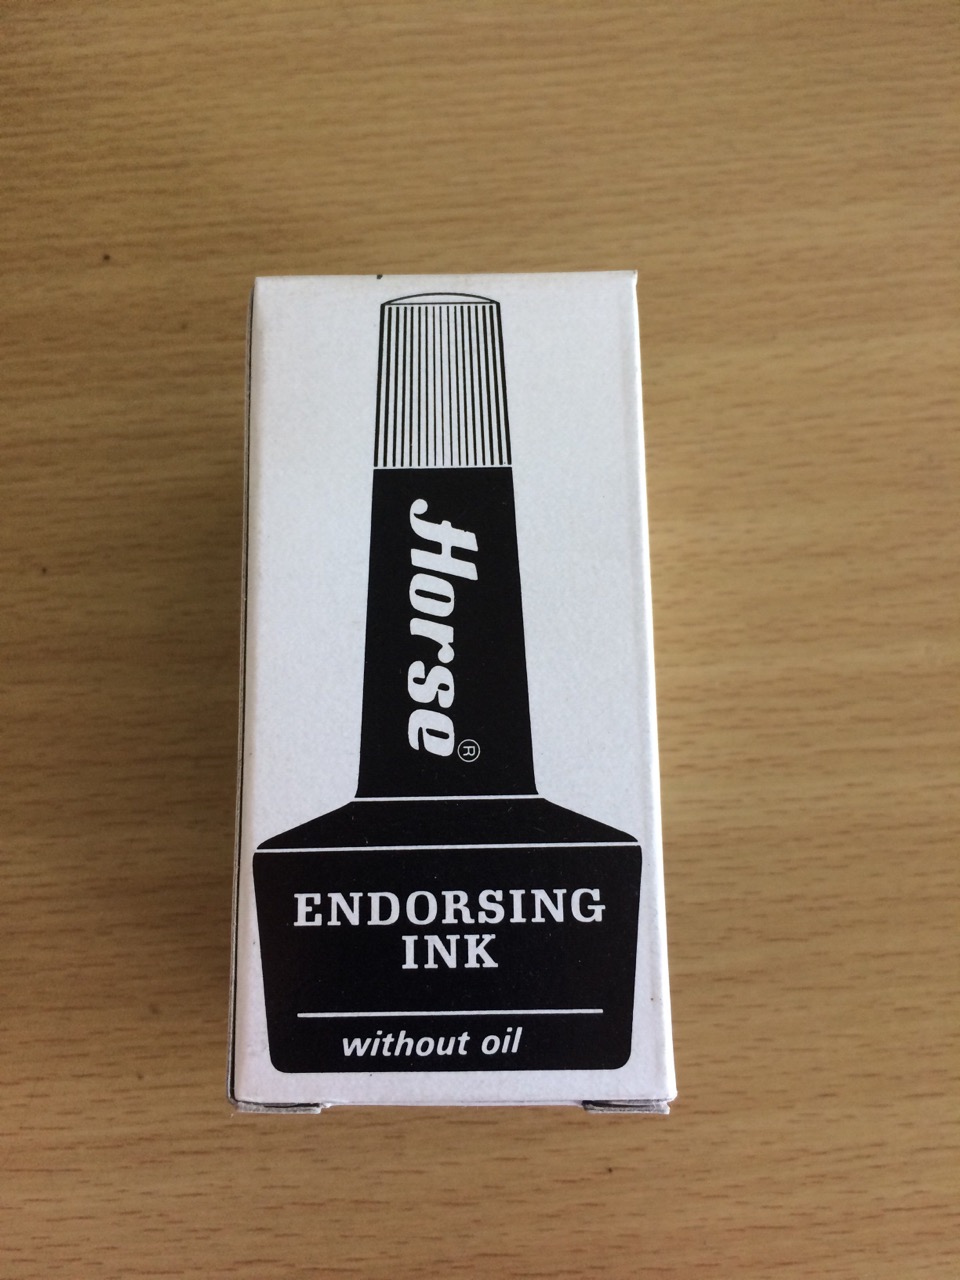 Horse®
ENDORSING
INK
without oil